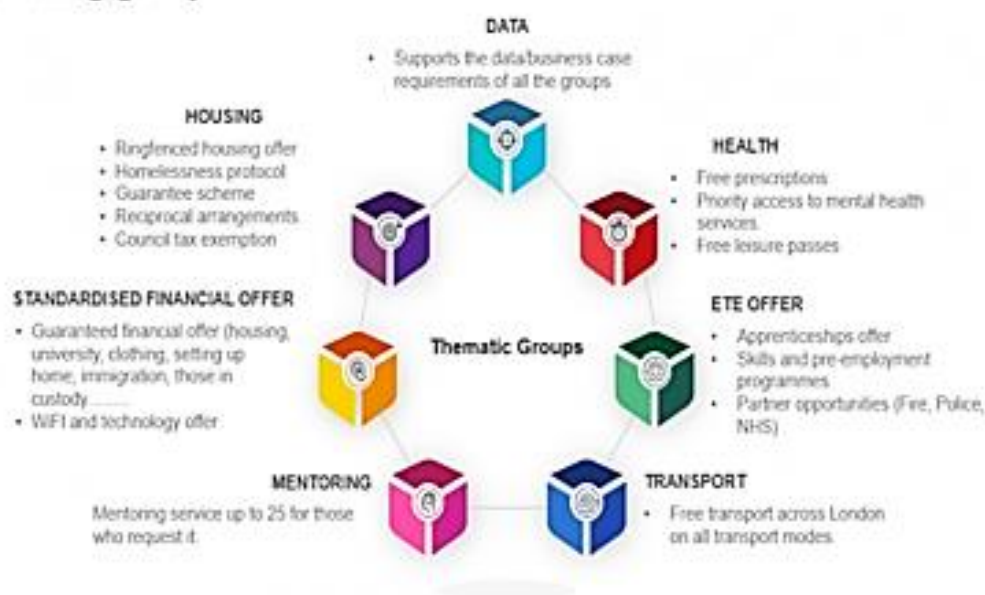 DATA
• Supports the data/business case
requirements of all the groups
HOUSING
• Ringfenced housing offer
• Homelessness protocol
• Guarantee scheme
• Reciprocal arrangements
• Council tax exemption
HEALTH
• Free prescriptions
• Priority access to mental health
services.
• Free leisure passes
STANDARDISED FINANCIAL OFFER
• Guaranteed financial offer (housing,
university, clothing, setting up
home, immigration, those in
custody..........
• WiFI and technology offer
Thematic Groups
ETE OFFER
• Apprenticeships offer
• Skills and pre-employment
programmes
• Partner opportunities (Fire, Police,
NHS)
MENTORING
Mentoring service up to 25 for those
who request it.
TRANSPORT
• Free transport across London
on all transport modes.